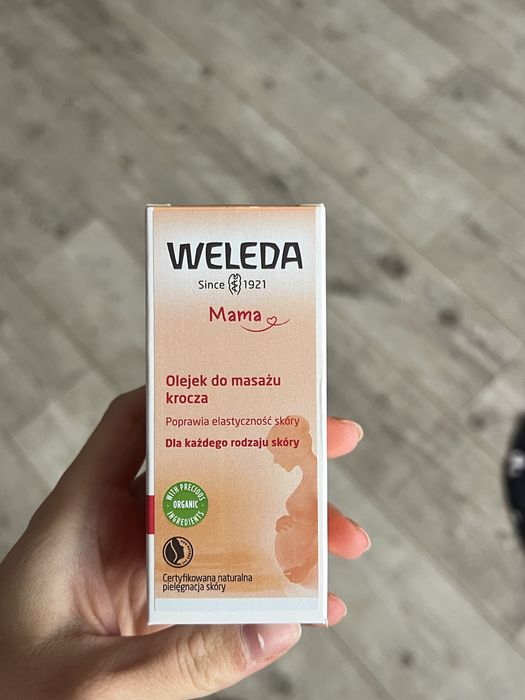 WELEDA
Since 1921
Mama
Olejek do masażu
krocza
Poprawia elastyczność skóry
Dla każdego rodzaju skóry
WITH PRECIOUS
ORGANIC
INGREDIENTS
Certyfikowana naturalna
pielęgnacja skóry